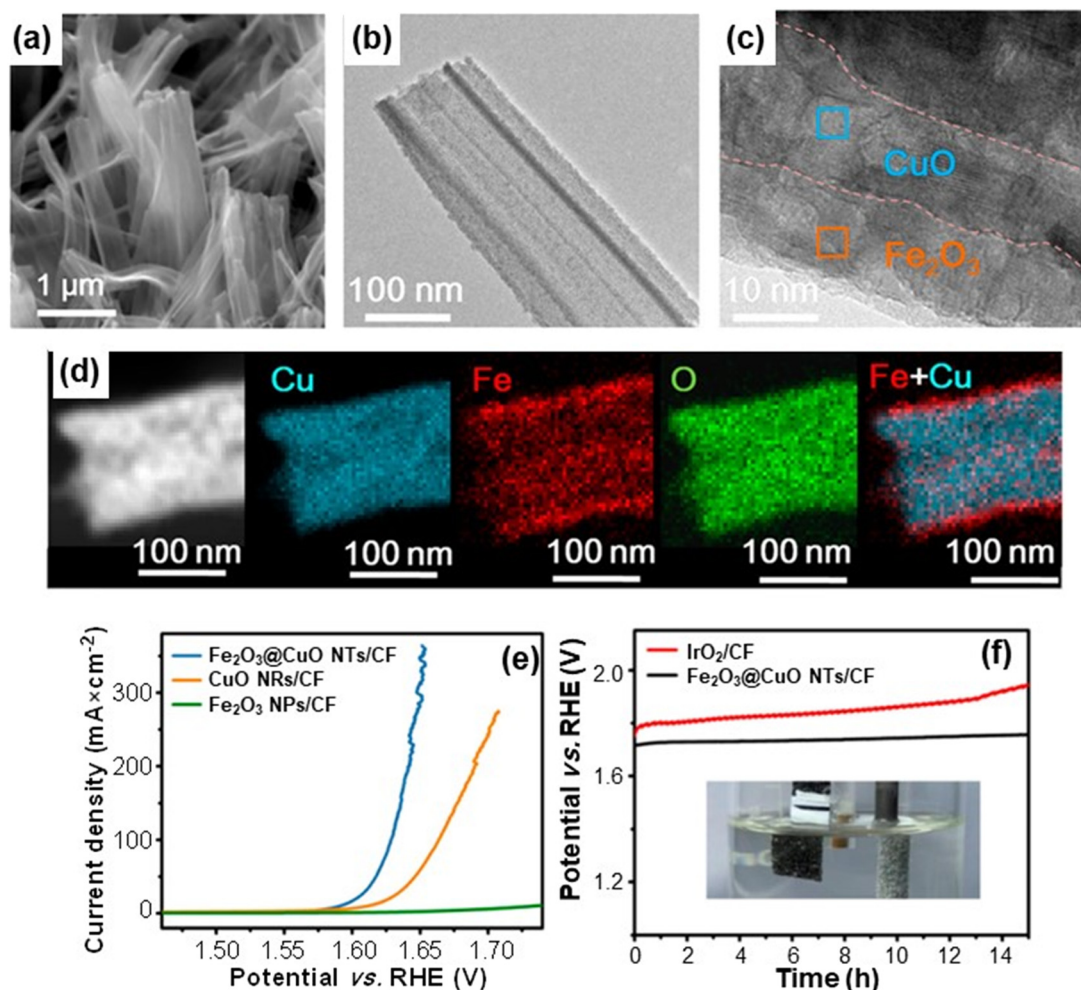 (a)
1 µm
(b)
100 nm
(c)
CuO
Fe₂O₃
10 nm
(d)
Cu
Fe
O
Fe+Cu
100 nm
100 nm
100 nm
100 nm
100 nm
(e)
Fe₂O₃@CuO NTs/CF
CuO NRs/CF
Fe₂O₃ NPs/CF
Current density (mA×cm⁻²)
300
200
100
0
1.50 1.55 1.60 1.65 1.70
Potential vs. RHE (V)
(f)
IrO₂/CF
Fe₂O₃@CuO NTs/CF
Potential vs. RHE (V)
2.0
1.6
1.2
0 2 4 6 8 10 12 14
Time (h)